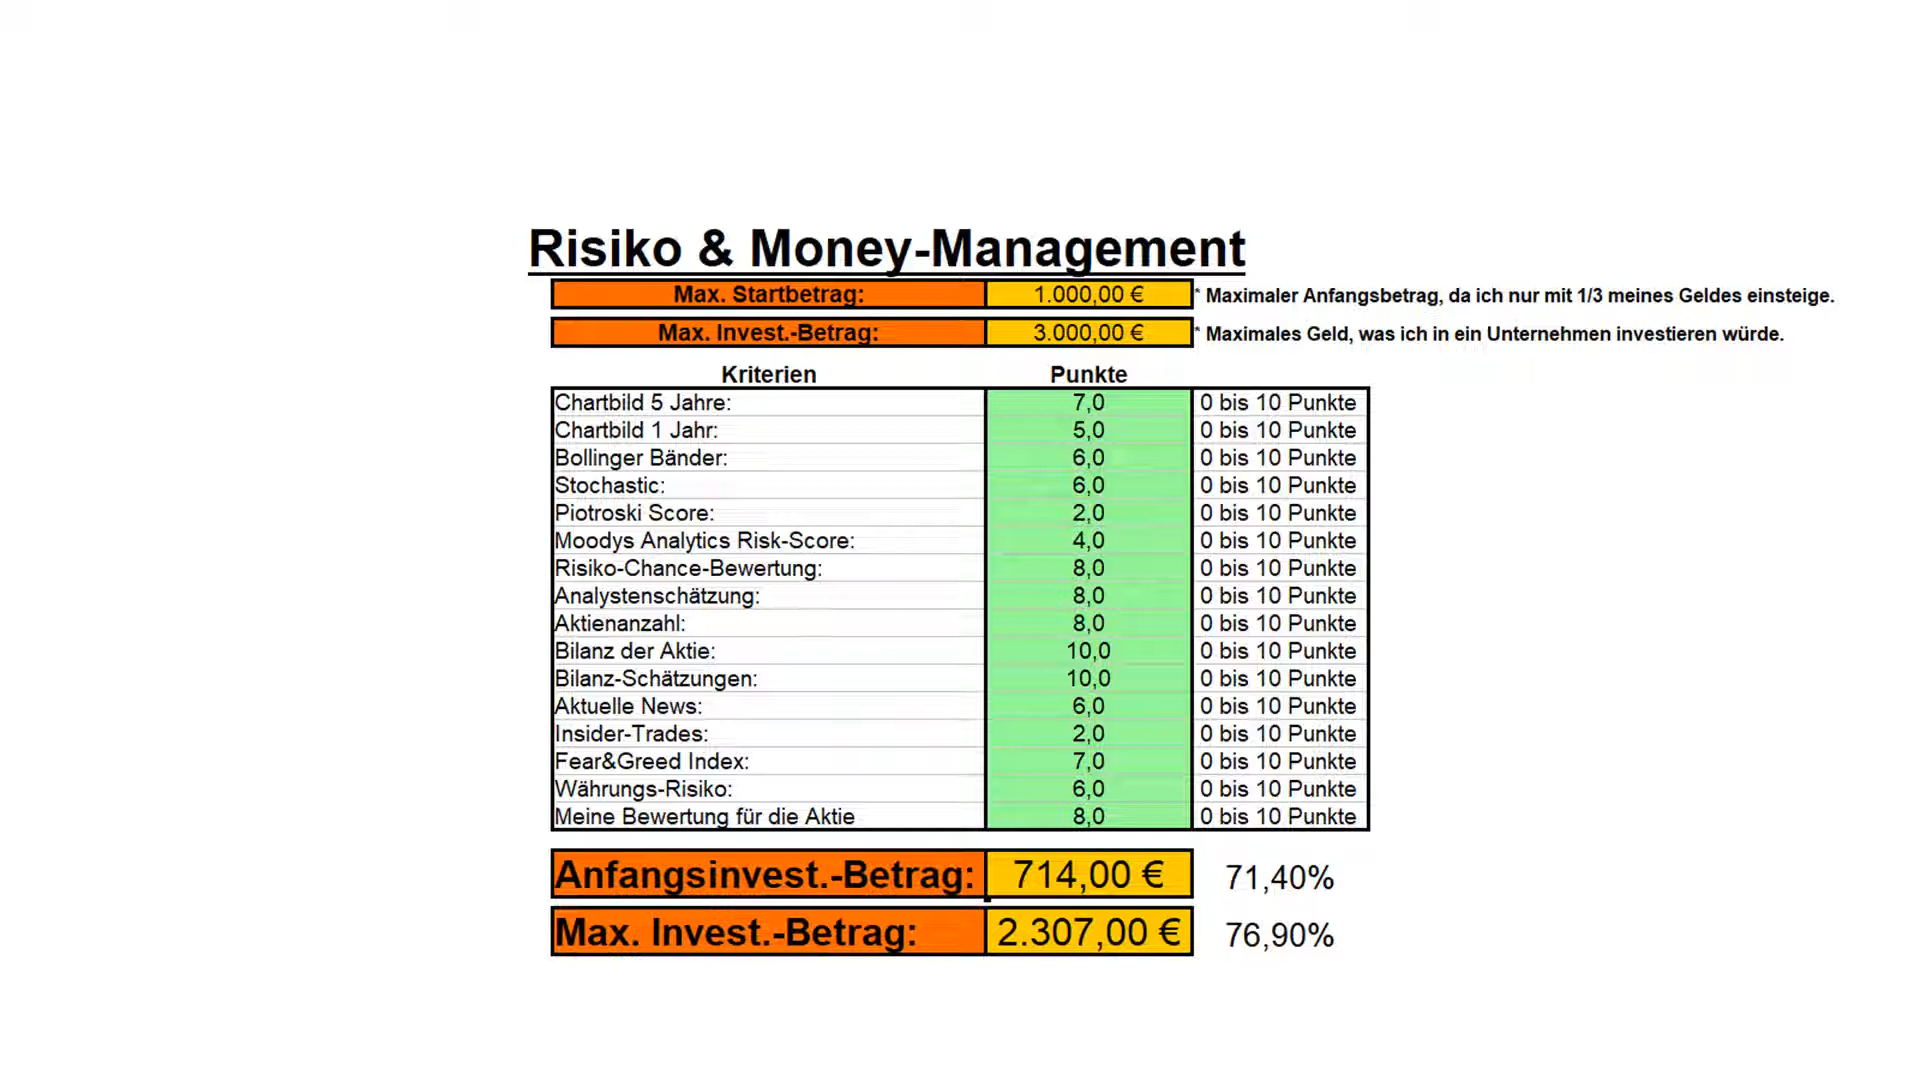 Risiko & Money-Management
Max. Startbetrag: 1.000,00 € * Maximaler Anfangsbetrag, da ich nur mit 1/3 meines Geldes einsteige.
Max. Invest.-Betrag: 3.000,00 € * Maximales Geld, was ich in ein Unternehmen investieren würde.
Kriterien Punkte
Chartbild 5 Jahre: 7,0 0 bis 10 Punkte
Chartbild 1 Jahr: 5,0 0 bis 10 Punkte
Bollinger Bänder: 6,0 0 bis 10 Punkte
Stochastic: 6,0 0 bis 10 Punkte
Piotroski Score: 2,0 0 bis 10 Punkte
Moodys Analytics Risk-Score: 4,0 0 bis 10 Punkte
Risiko-Chance-Bewertung: 8,0 0 bis 10 Punkte
Analystenschätzung: 8,0 0 bis 10 Punkte
Aktienanzahl: 8,0 0 bis 10 Punkte
Bilanz der Aktie: 10,0 0 bis 10 Punkte
Bilanz-Schätzungen: 10,0 0 bis 10 Punkte
Aktuelle News: 6,0 0 bis 10 Punkte
Insider-Trades: 2,0 0 bis 10 Punkte
Fear&Greed Index: 7,0 0 bis 10 Punkte
Währungs-Risiko: 6,0 0 bis 10 Punkte
Meine Bewertung für die Aktie 8,0 0 bis 10 Punkte
Anfangsinvest.-Betrag: 714,00 € 71,40%
Max. Invest.-Betrag: 2.307,00 € 76,90%